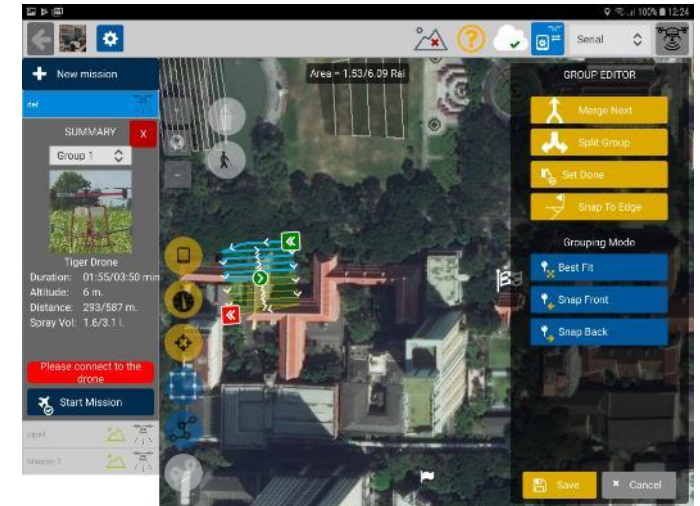 100% 12:24
Serial
New mission
def
Area = 1.53/6.09 Rai
GROUP EDITOR
SUMMARY
X
Group 1
Merge Next
Split Group
Set Done
Snap To Edge
Tiger Drone
Duration: 01:55/03:50 min
Altitude: 6 m.
Distance: 293/587 m.
Spray Vol: 1.6/3.1 l.
Grouping Mode
Best Fit
Snap Front
Snap Back
Please connect to the
drone
Start Mission
Mission 2
Save
Cancel